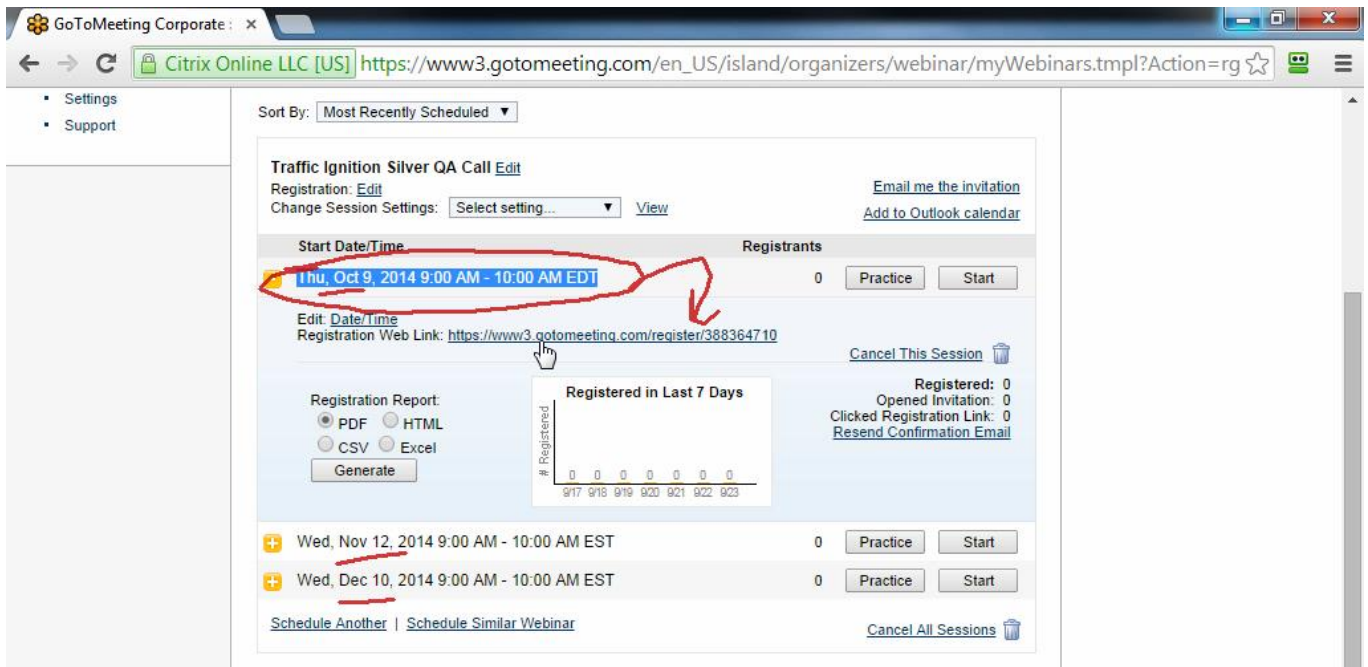 GoToMeeting Corporate :
Citrix Online LLC [US] https://www3.gotomeeting.com/en_US/island/organizers/webinar/myWebinars.tmpl?Action=rg
Settings
Support
Sort By: Most Recently Scheduled
Traffic Ignition Silver QA Call Edit
Registration: Edit
Email me the invitation
Change Session Settings: Select setting... View
Add to Outlook calendar
Start Date/Time Registrants
Thu, Oct 9, 2014 9:00 AM - 10:00 AM EDT 0 Practice Start
Edit: Date/Time
Registration Web Link: https://www3.gotomeeting.com/register/388364710
Cancel This Session
Registration Report:
PDF HTML
CSV Excel
Generate
Registered in Last 7 Days
# Registered
0 0 0 0 0 0 0
9/17 9/18 9/19 9/20 9/21 9/22 9/23
Registered: 0
Opened Invitation: 0
Clicked Registration Link: 0
Resend Confirmation Email
Wed, Nov 12, 2014 9:00 AM - 10:00 AM EST 0 Practice Start
Wed, Dec 10, 2014 9:00 AM - 10:00 AM EST 0 Practice Start
Schedule Another | Schedule Similar Webinar
Cancel All Sessions